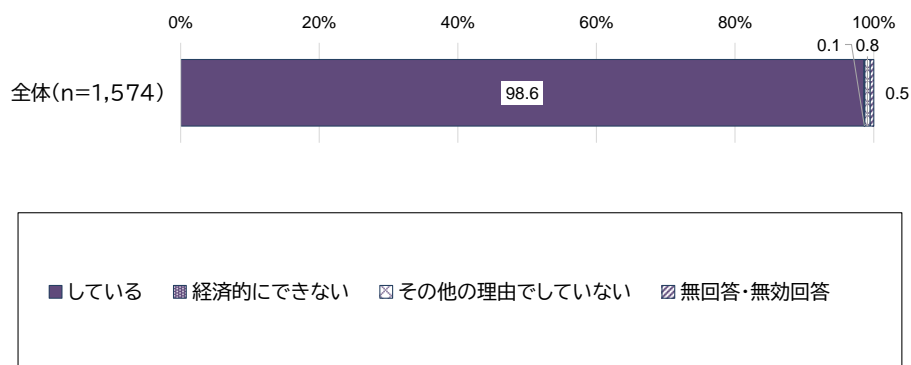 0% 20% 40% 60% 80% 100%
0.1 0.8
全体(n=1,574) 98.6 0.5
している 経済的にできない その他の理由でしていない 無回答・無効回答